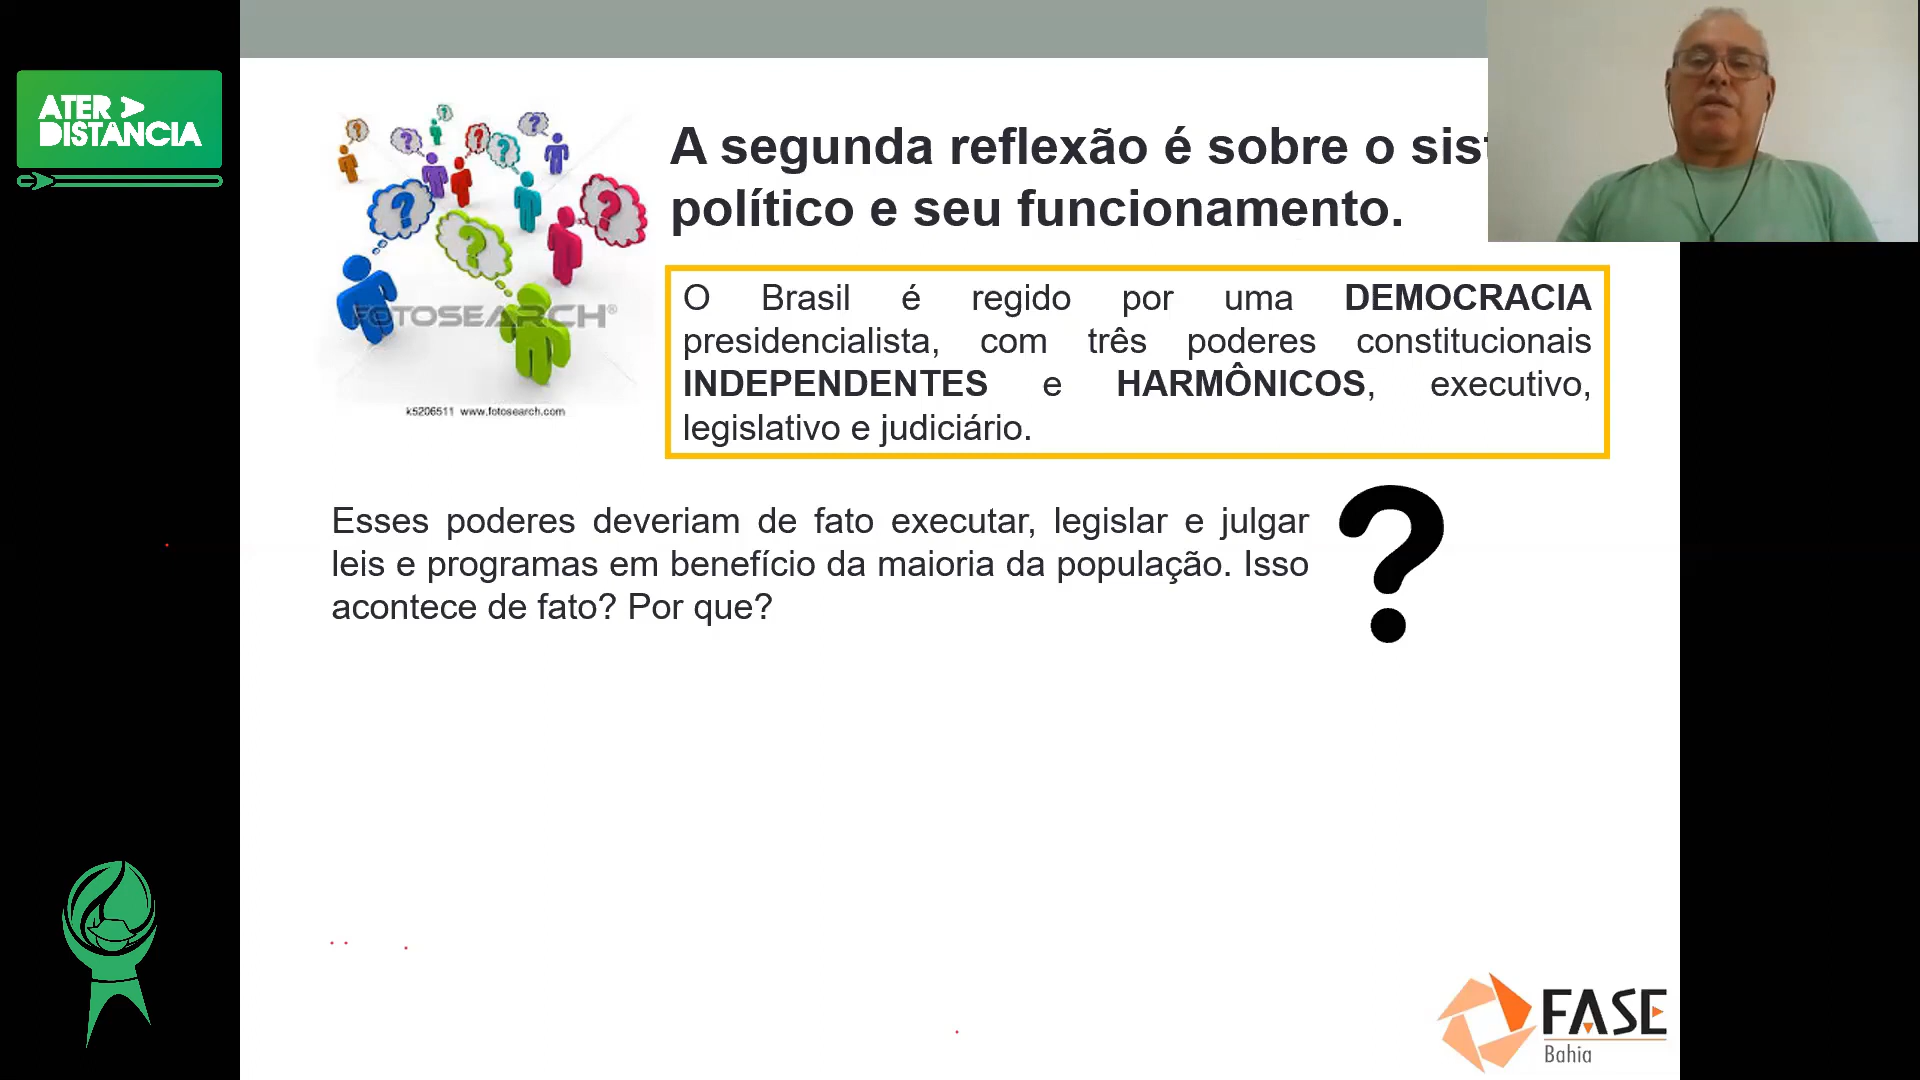 ATER
DISTANCIA
A segunda reflexão é sobre o sist
político e seu funcionamento.
O Brasil é regido por uma DEMOCRACIA
presidencialista, com três poderes constitucionais
INDEPENDENTES e HARMÔNICOS, executivo,
legislativo e judiciário.
FOTOSEARCH®
k5206511 www.fotosearch.com
Esses poderes deveriam de fato executar, legislar e julgar
leis e programas em benefício da maioria da população. Isso
acontece de fato? Por que?
?
FASE
Bahia